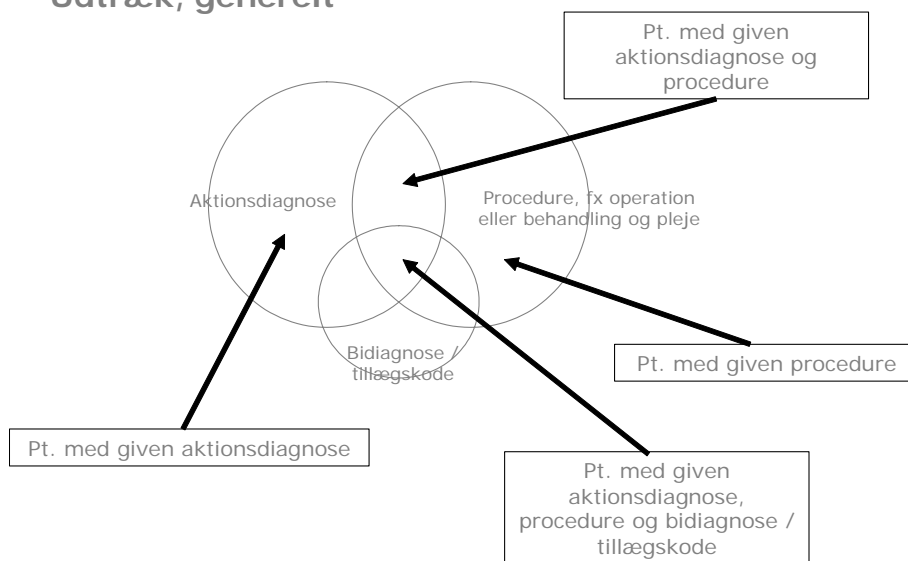 Udtræk, generelt
Pt. med given
aktionsdiagnose og
procedure
Aktionsdiagnose
Procedure, fx operation
eller behandling og pleje
Bidiagnose /
tillægskode
Pt. med given procedure
Pt. med given aktionsdiagnose
Pt. med given
aktionsdiagnose,
procedure og bidiagnose /
tillægskode